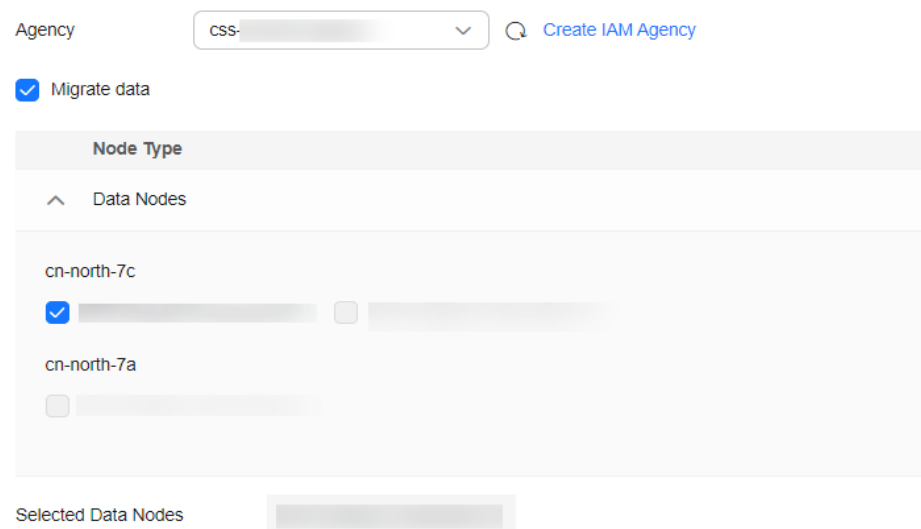 Agency css- Create IAM Agency
Migrate data
Node Type
Data Nodes
cn-north-7c
cn-north-7a
Selected Data Nodes